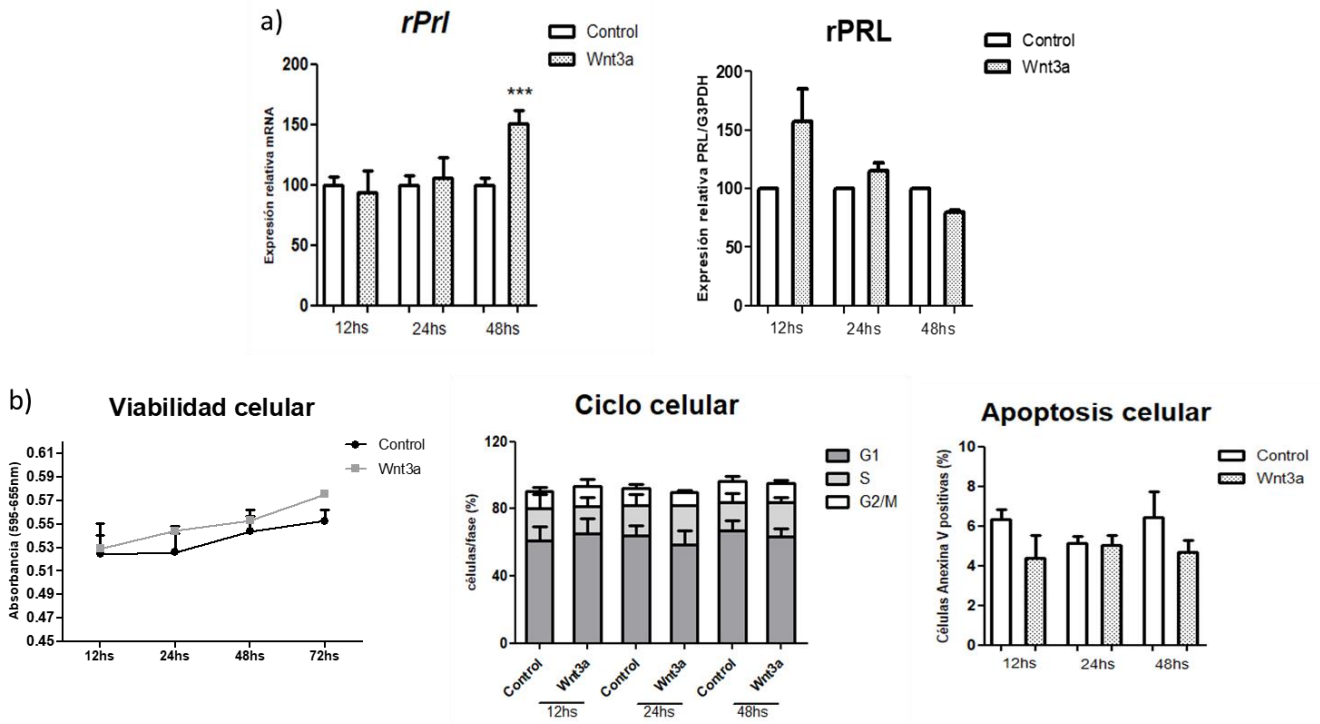 a)
rPrl
Control
Wnt3a
Expresión relativa mRNA
200
150
100
50
0
***
12hs 24hs 48hs
rPRL
Control
Wnt3a
Expresión relativa PRL/G3PDH
200
150
100
50
0
12hs 24hs 48hs
b)
Viabilidad celular
Control
Wnt3a
Absorbancia (595-655nm)
0.61
0.59
0.57
0.55
0.53
0.51
0.49
0.47
0.45
12hs 24hs 48hs 72hs
Ciclo celular
G1
S
G2/M
células/fase (%)
120
80
40
0
Control Wnt3a Control Wnt3a Control Wnt3a
12hs 24hs 48hs
Apoptosis celular
Control
Wnt3a
Células Anexina V positivas (%)
10
8
6
4
2
0
12hs 24hs 48hs